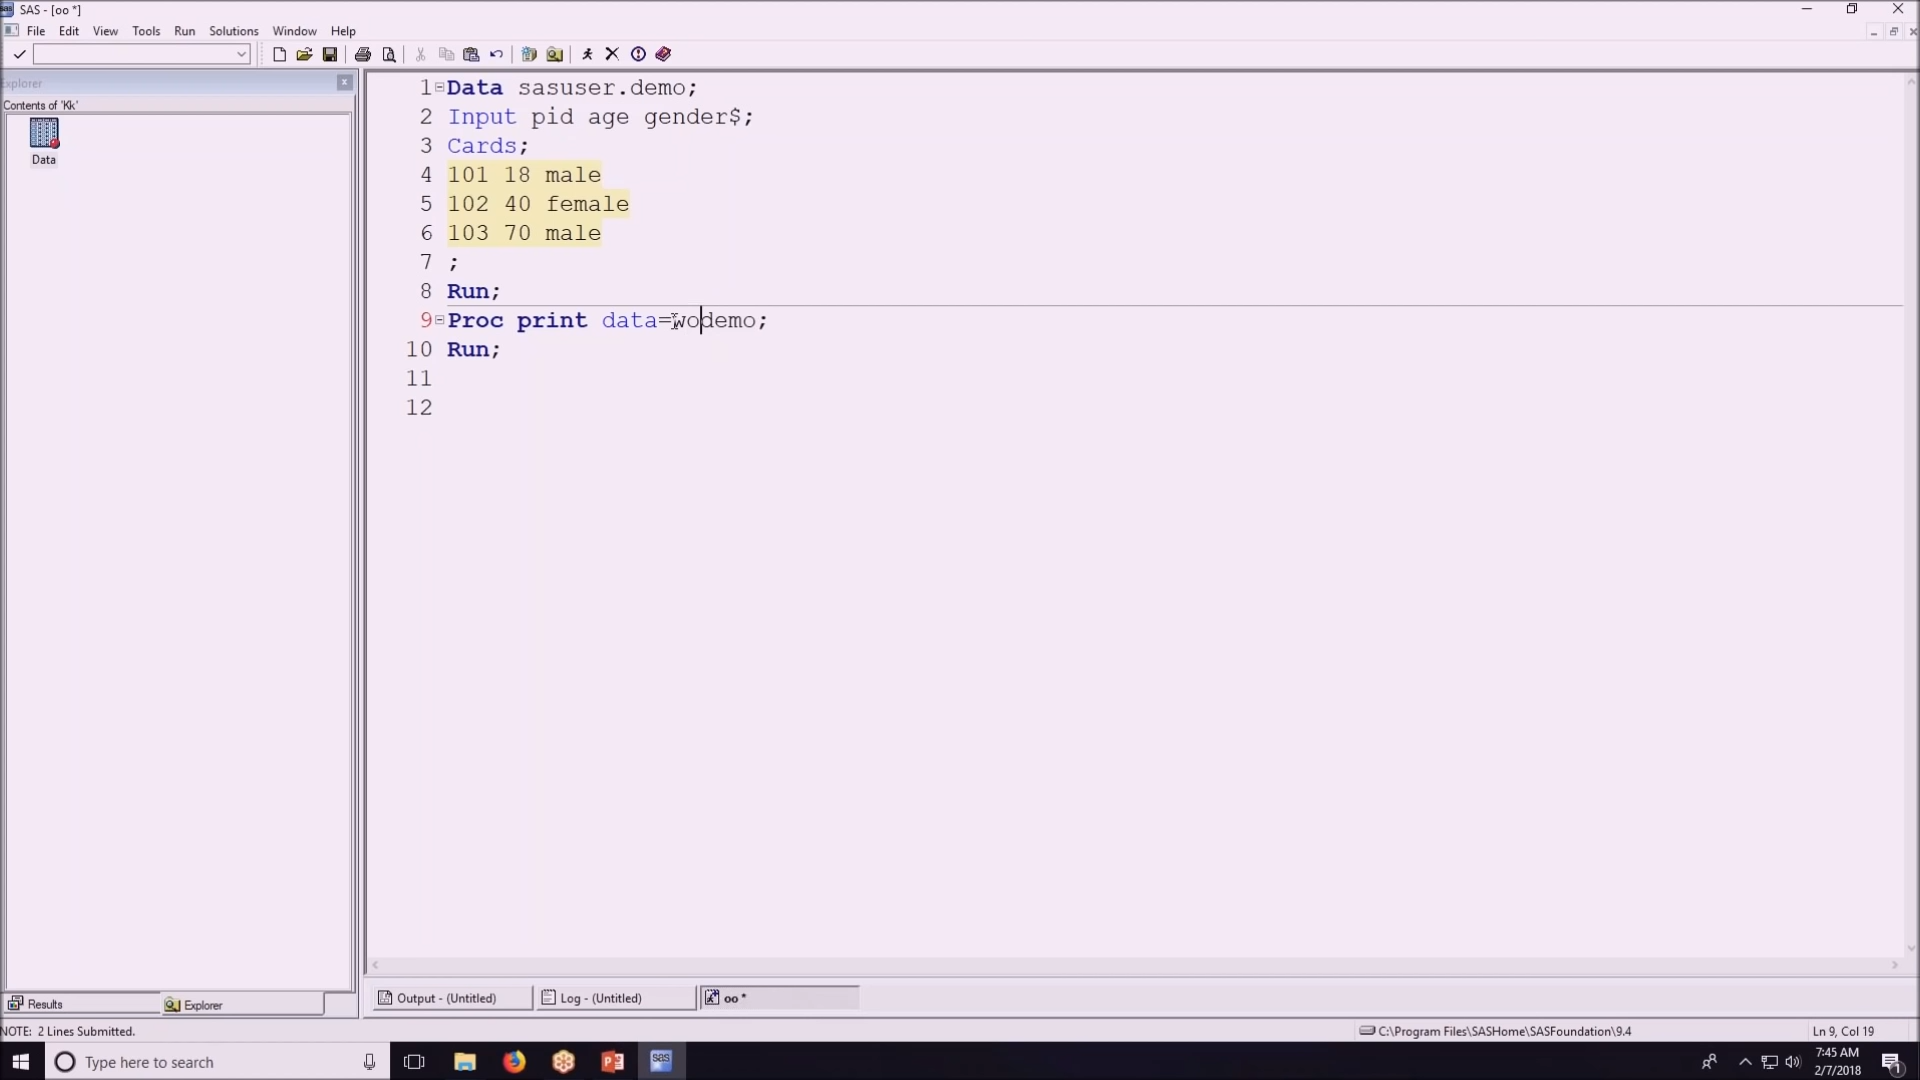 SAS - [oo *]
File Edit View Tools Run Solutions Window Help
Explorer
Contents of 'Kk'
Data
1 Data sasuser.demo;
2 Input pid age gender$;
3 Cards;
4 101 18 male
5 102 40 female
6 103 70 male
7 ;
8 Run;
9 Proc print data=wodemo;
10 Run;
11
12
Results Explorer
Output - (Untitled) Log - (Untitled) oo *
NOTE: 2 Lines Submitted. C:\Program Files\SASHome\SASFoundation\9.4 Ln 9, Col 19
Type here to search
sas
7:45 AM
2/7/2018
1